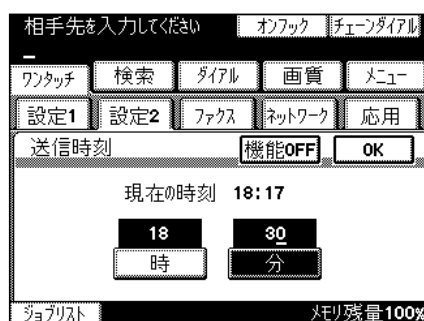 相手先を入力してください オンフック チェーンダイアル
ワンタッチ 検索 ダイアル 画質 メニュー
設定1 設定2 ファクス ネットワーク 応用
送信時刻 機能OFF OK
現在の時刻 18:17
18 30
時 分
ジョブリスト メモリ残量100%